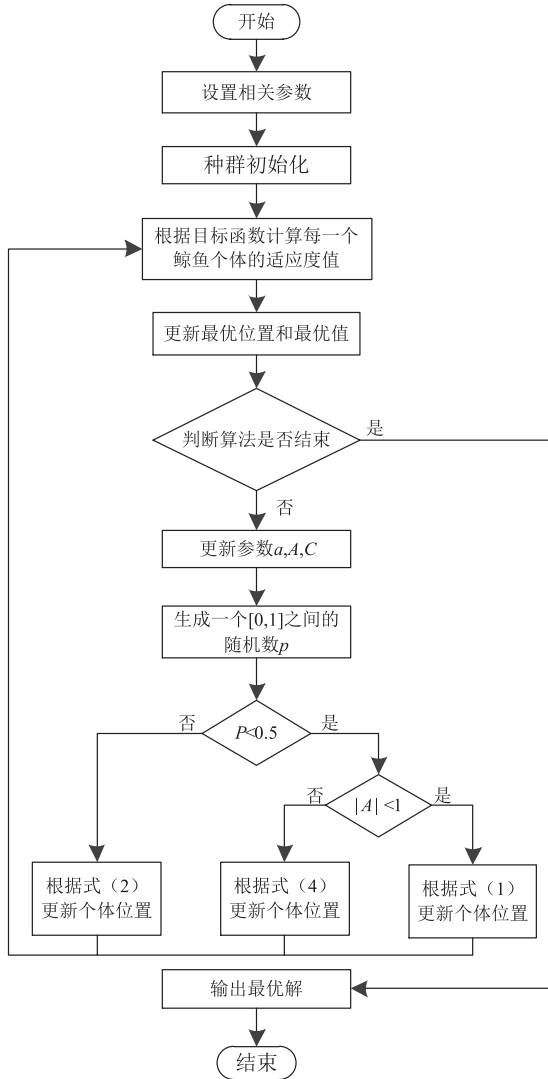 开始
设置相关参数
种群初始化
根据目标函数计算每一个
鲸鱼个体的适应度值
更新最优位置和最优值
判断算法是否结束
是
否
更新参数a,A,C
生成一个[0,1]之间的
随机数p
否
P<0.5
是
否
|A| <1
是
根据式（2）
更新个体位置
根据式（4）
更新个体位置
根据式（1）
更新个体位置
输出最优解
结束